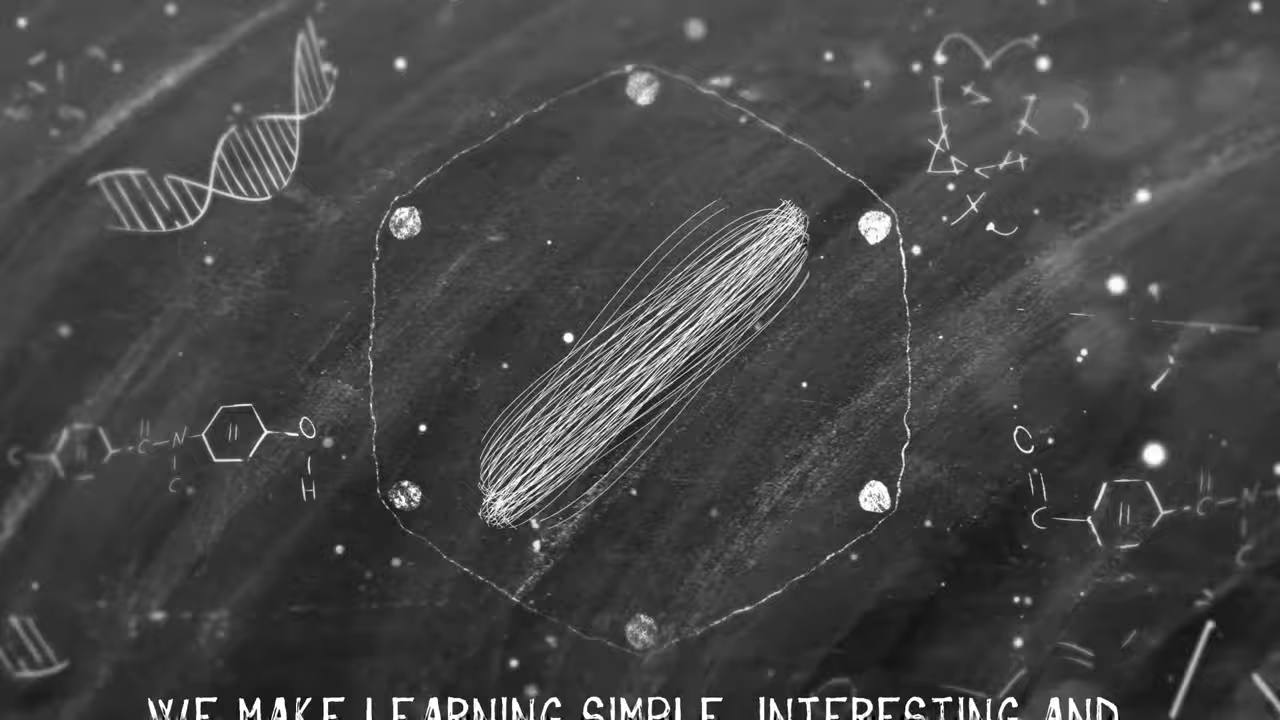 WE MAKE LEARNING SIMPLE, INTERESTING AND
C C N O
C H
O
C C N
C